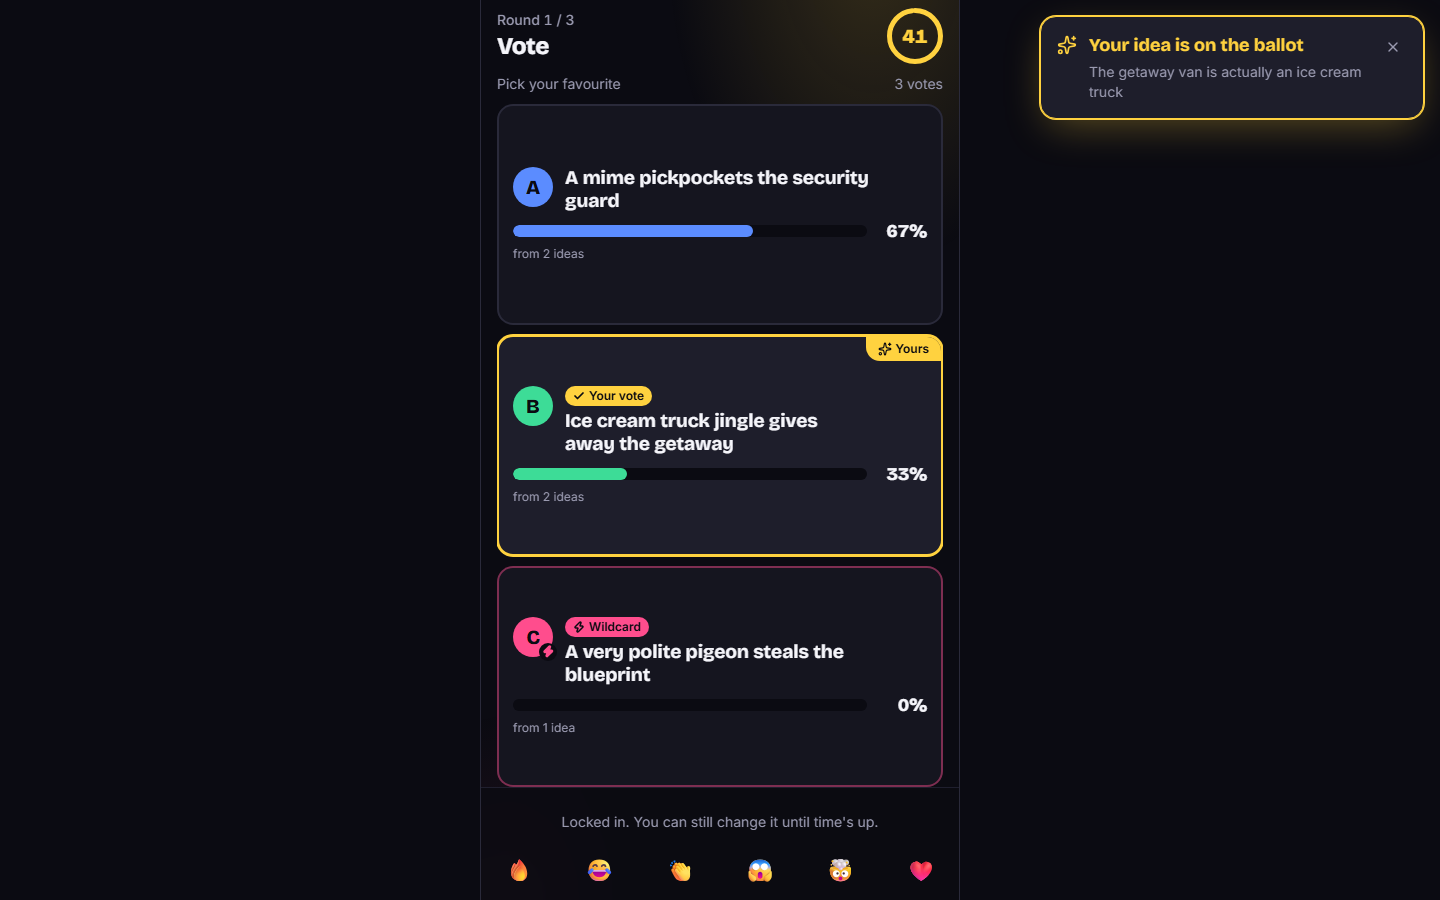 Round 1 / 3
Vote
41
Pick your favourite
3 votes
A
A mime pickpockets the security
guard
67%
from 2 ideas
Yours
B
Your vote
Ice cream truck jingle gives
away the getaway
33%
from 2 ideas
C
Wildcard
A very polite pigeon steals the
blueprint
0%
from 1 idea
Locked in. You can still change it until time's up.
Your idea is on the ballot
The getaway van is actually an ice cream
truck